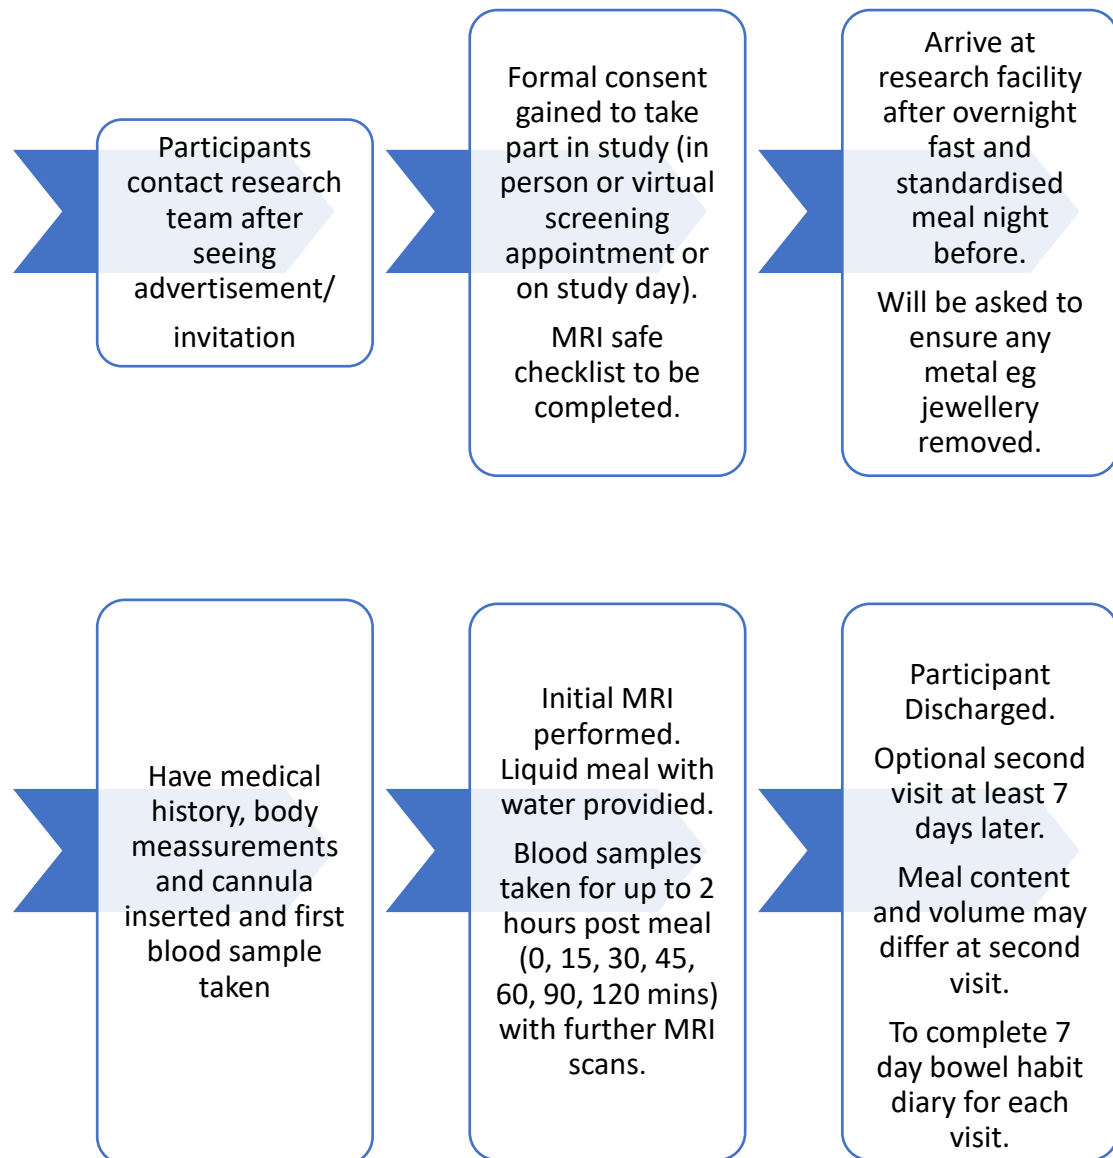 Participants
contact research
team after
seeing
advertisement/
invitation
Formal consent
gained to take
part in study (in
person or virtual
screening
appointment or
on study day).
MRI safe
checklist to be
completed.
Arrive at
research facility
after overnight
fast and
standardised
meal night
before.
Will be asked to
ensure any
metal eg
jewellery
removed.
Have medical
history, body
meassurements
and cannula
inserted and first
blood sample
taken
Initial MRI
performed.
Liquid meal with
water providied.
Blood samples
taken for up to 2
hours post meal
(0, 15, 30, 45,
60, 90, 120 mins)
with further MRI
scans.
Participant
Discharged.
Optional second
visit at least 7
days later.
Meal content
and volume may
differ at second
visit.
To complete 7
day bowel habit
diary for each
visit.